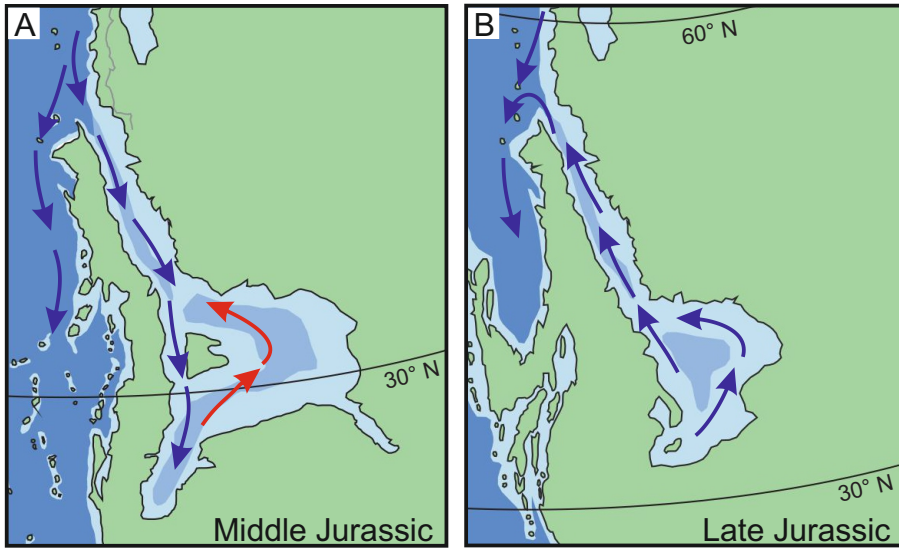 A
30° N
Middle Jurassic
B
60° N
30° N
Late Jurassic